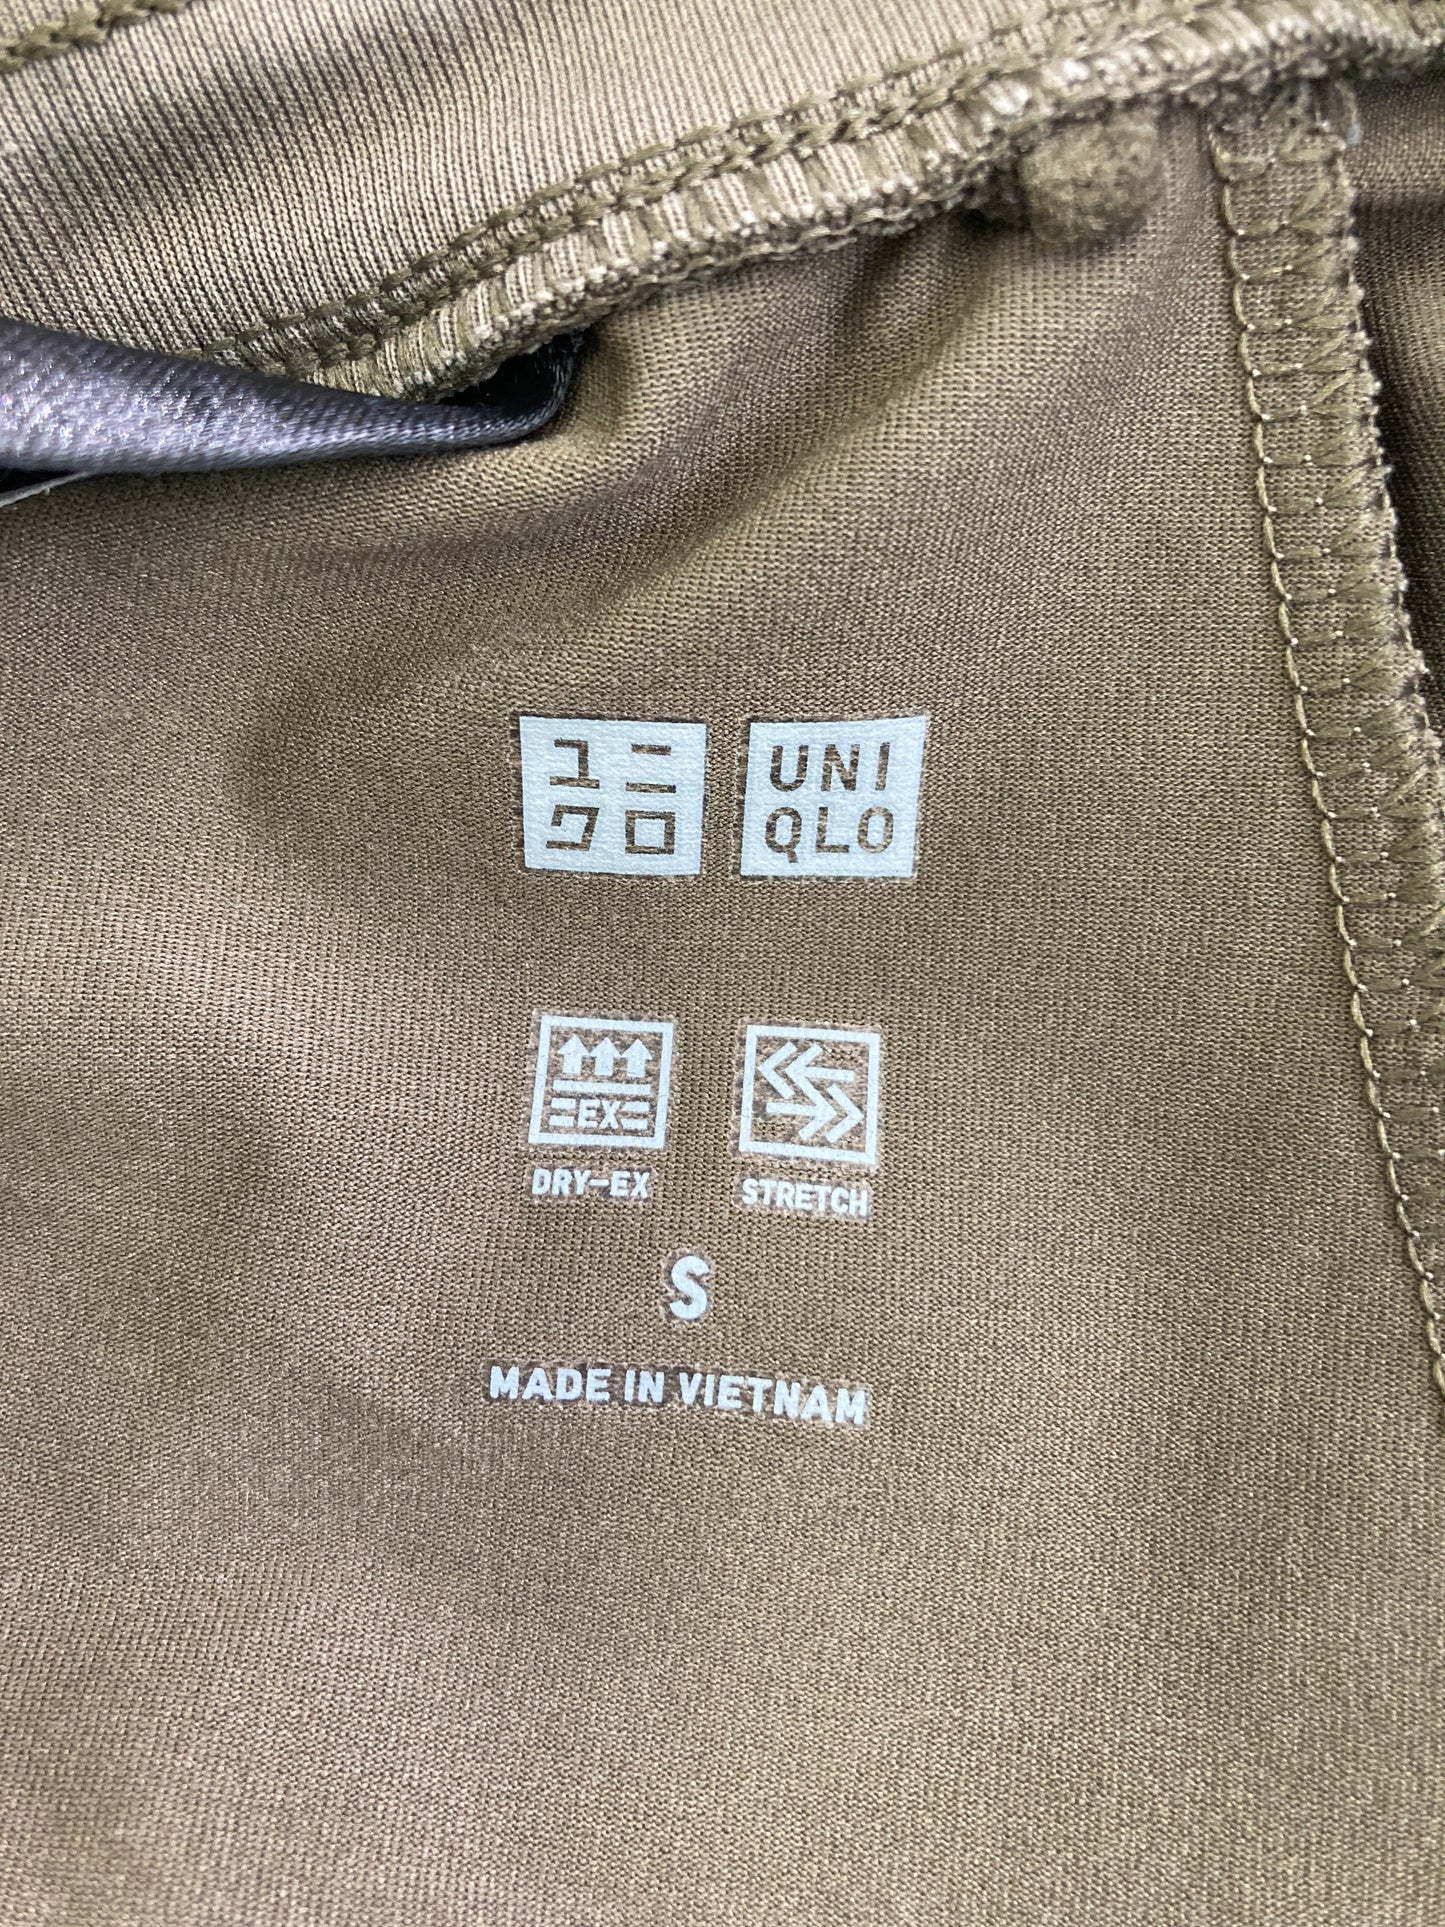 ユニ UNI
クロ QLO
EX
DRY-EX STRETCH
S
MADE IN VIETNAM